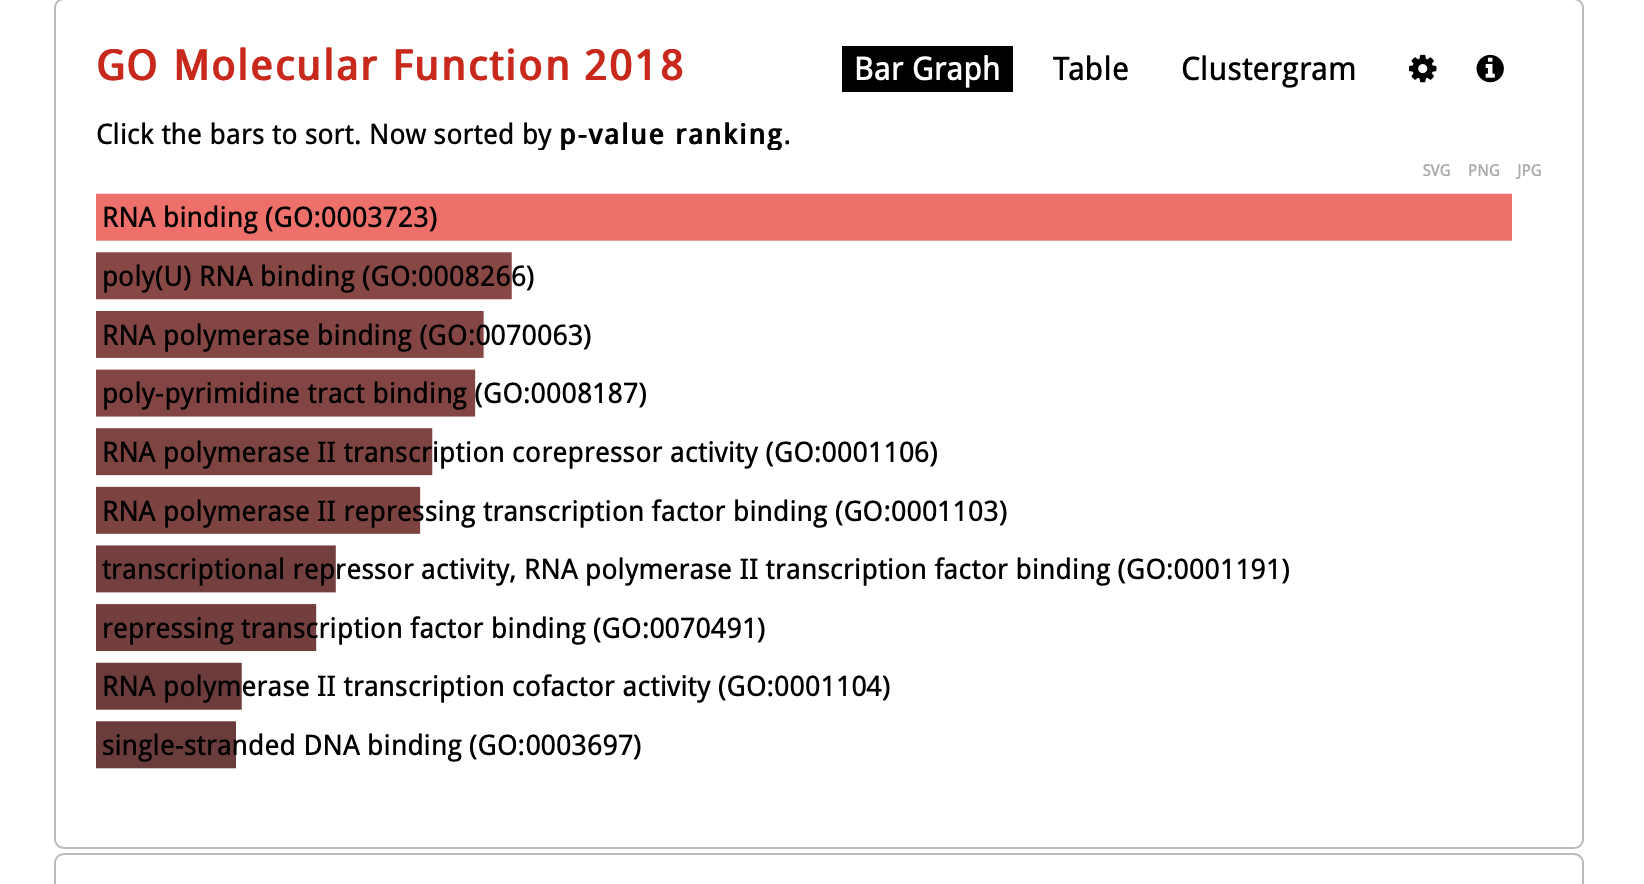 GO Molecular Function 2018
Bar Graph Table Clustergram
Click the bars to sort. Now sorted by p-value ranking.
SVG PNG JPG
RNA binding (GO:0003723)
poly(U) RNA binding (GO:0008266)
RNA polymerase binding (GO:0070063)
poly-pyrimidine tract binding (GO:0008187)
RNA polymerase II transcription corepressor activity (GO:0001106)
RNA polymerase II repressing transcription factor binding (GO:0001103)
transcriptional repressor activity, RNA polymerase II transcription factor binding (GO:0001191)
repressing transcription factor binding (GO:0070491)
RNA polymerase II transcription cofactor activity (GO:0001104)
single-stranded DNA binding (GO:0003697)